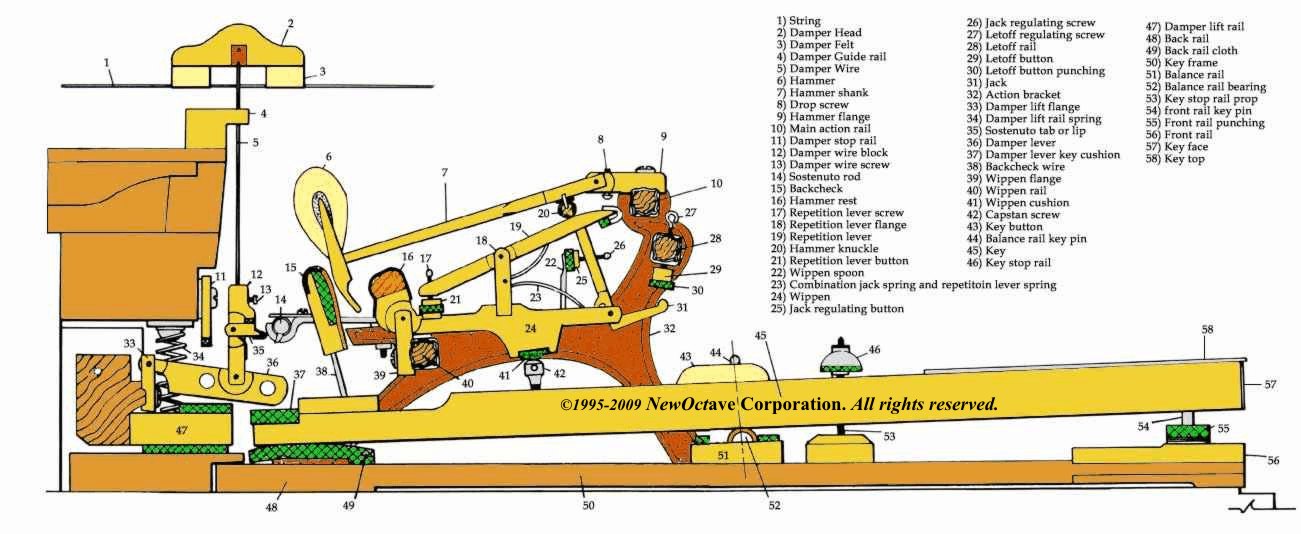 1) String
2) Damper Head
3) Damper Felt
4) Damper Guide rail
5) Damper Wire
6) Hammer
7) Hammer shank
8) Drop screw
9) Hammer flange
10) Main action rail
11) Damper stop rail
12) Damper wire block
13) Damper wire screw
14) Sostenuto rod
15) Backcheck
16) Hammer rest
17) Repetition lever screw
18) Repetition lever flange
19) Repetition lever
20) Hammer knuckle
21) Repetition lever button
22) Wippen spoon
23) Combination jack spring and repetitoin lever spring
24) Wippen
25) Jack regulating button
26) Jack regulating screw
27) Letoff regulating screw
28) Letoff rail
29) Letoff button
30) Letoff button punching
31) Jack
32) Action bracket
33) Damper lift flange
34) Damper lift rail spring
35) Sostenuto tab or lip
36) Damper lever
37) Damper lever key cushion
38) Backcheck wire
39) Wippen flange
40) Wippen rail
41) Wippen cushion
42) Capstan screw
43) Key button
44) Balance rail key pin
45) Key
46) Key stop rail
47) Damper lift rail
48) Back rail
49) Back rail cloth
50) Key frame
51) Balance rail
52) Balance rail bearing
53) Key stop rail prop
54) front rail key pin
55) Front rail punching
56) Front rail
57) Key face
58) Key top
2
1
3
4
5
6
7
8
9
10
20
27
19
18
28
26
17
16
15
22
25
29
11
12
13
14
23
21
30
31
24
32
45
58
35
33
34
36
44
46
43
41
42
39
40
38
37
57
©1995-2009 NewOctave Corporation. All rights reserved.
47
54
55
53
51
56
48
49
50
52